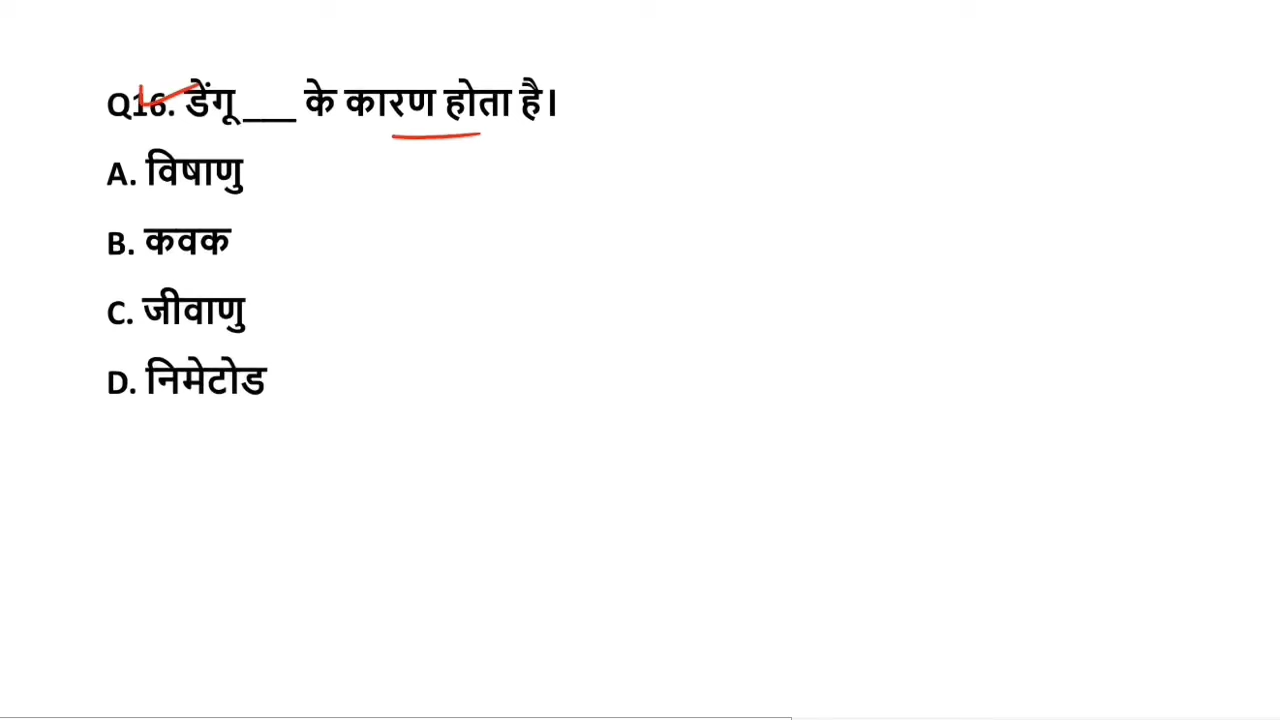 Q16. डेंगू ___ के कारण होता है।
A. विषाणु
B. कवक
C. जीवाणु
D. निमेटोड